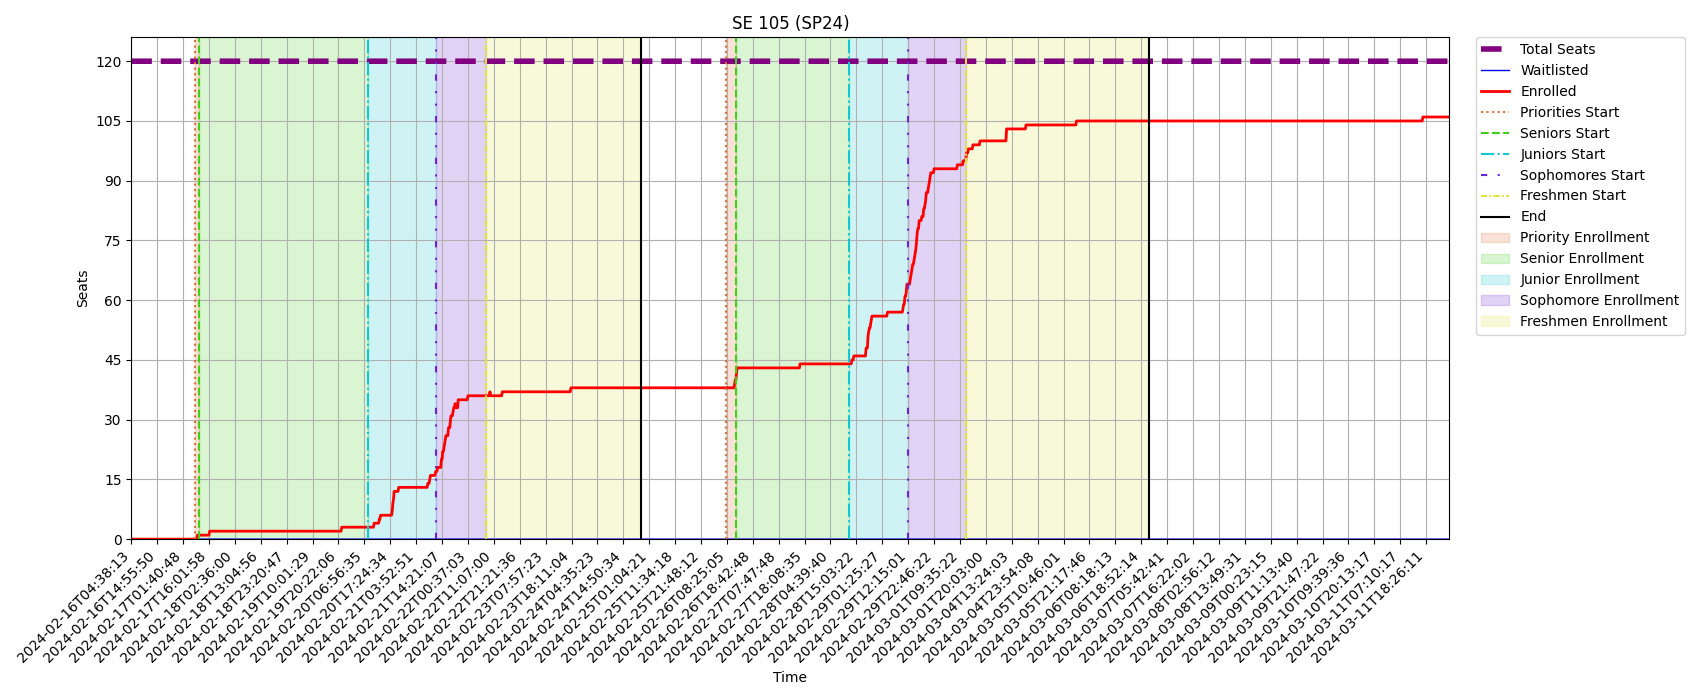 SE 105 (SP24)
Seats
120
105
90
75
60
45
30
15
0
2024-02-16T04:38:13
2024-02-16T14:55:50
2024-02-17T01:40:48
2024-02-17T16:01:58
2024-02-18T02:36:00
2024-02-18T13:04:56
2024-02-18T23:20:47
2024-02-19T10:01:29
2024-02-19T20:22:06
2024-02-20T06:56:35
2024-02-20T17:24:34
2024-02-21T03:52:51
2024-02-21T14:21:07
2024-02-22T00:37:03
2024-02-22T11:07:00
2024-02-22T21:21:36
2024-02-23T07:57:23
2024-02-23T18:11:04
2024-02-24T04:35:23
2024-02-24T14:50:34
2024-02-25T01:04:21
2024-02-25T11:34:18
2024-02-25T21:48:12
2024-02-26T08:25:05
2024-02-26T18:42:48
2024-02-27T07:47:48
2024-02-27T18:08:35
2024-02-28T04:39:40
2024-02-28T15:03:22
2024-02-29T01:25:27
2024-02-29T12:15:01
2024-02-29T22:46:22
2024-03-01T09:35:22
2024-03-01T20:03:00
2024-03-04T13:24:03
2024-03-04T23:54:08
2024-03-05T10:46:01
2024-03-05T21:17:46
2024-03-06T08:18:13
2024-03-06T18:52:14
2024-03-07T05:42:41
2024-03-07T16:22:02
2024-03-08T02:56:12
2024-03-08T13:49:31
2024-03-09T00:23:15
2024-03-09T11:13:40
2024-03-09T21:47:22
2024-03-10T09:39:36
2024-03-10T20:13:17
2024-03-11T07:10:17
2024-03-11T18:26:11
Time
Total Seats
Waitlisted
Enrolled
Priorities Start
Seniors Start
Juniors Start
Sophomores Start
Freshmen Start
End
Priority Enrollment
Senior Enrollment
Junior Enrollment
Sophomore Enrollment
Freshmen Enrollment